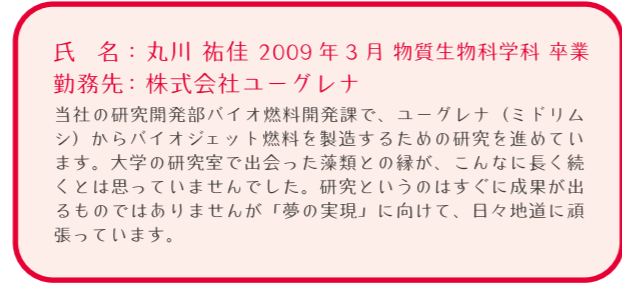 氏　名：丸川 祐佳 2009年3月 物質生物科学科 卒業
勤務先：株式会社ユーグレナ
当社の研究開発部バイオ燃料開発課で、ユーグレナ（ミドリム
シ）からバイオジェット燃料を製造するための研究を進めてい
ます。大学の研究室で出会った藻類との縁が、こんなに長く続
くとは思っていませんでした。研究というのはすぐに成果が出
るものではありませんが「夢の実現」に向けて、日々地道に頑
張っています。